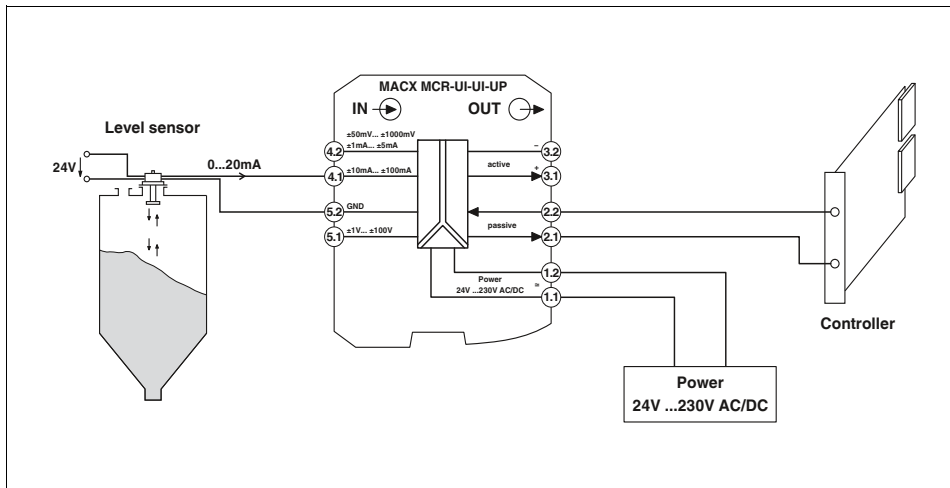 MACX MCR-UI-UI-UP
IN
OUT
Level sensor
24V
0...20mA
4.2
±50mV... ±1000mV
±1mA... ±5mA
4.1
±10mA... ±100mA
5.2
GND
5.1
±1V... ±100V
– 3.2
active
+ 3.1
2.2
passive
2.1
1.2
Power
24V ...230V AC/DC
1.1
Controller
Power
24V ...230V AC/DC